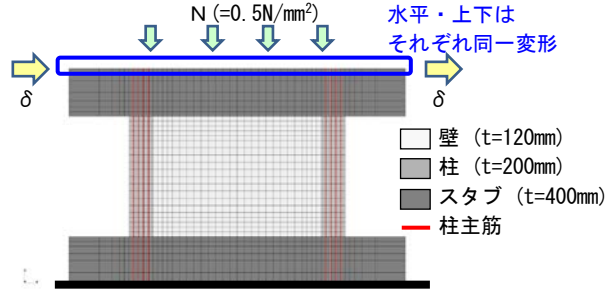 N (=0.5N/mm²)
水平・上下は
それぞれ同一変形
δ
δ
壁 (t=120mm)
柱 (t=200mm)
スタブ (t=400mm)
柱主筋